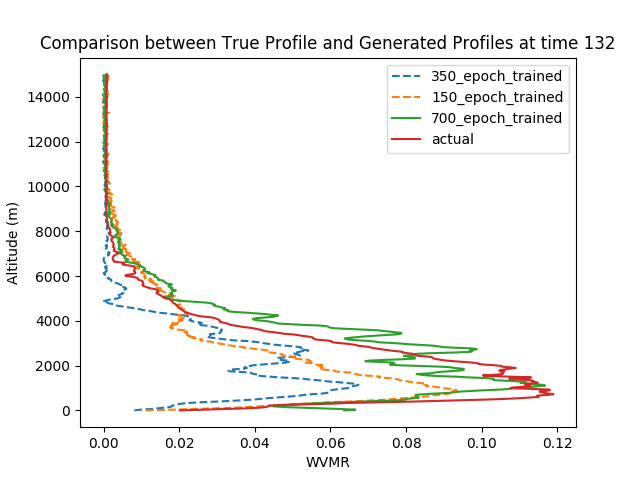 Comparison between True Profile and Generated Profiles at time 132
350_epoch_trained
150_epoch_trained
700_epoch_trained
actual
Altitude (m)
14000
12000
10000
8000
6000
4000
2000
0
0.00 0.02 0.04 0.06 0.08 0.10 0.12
WVMR